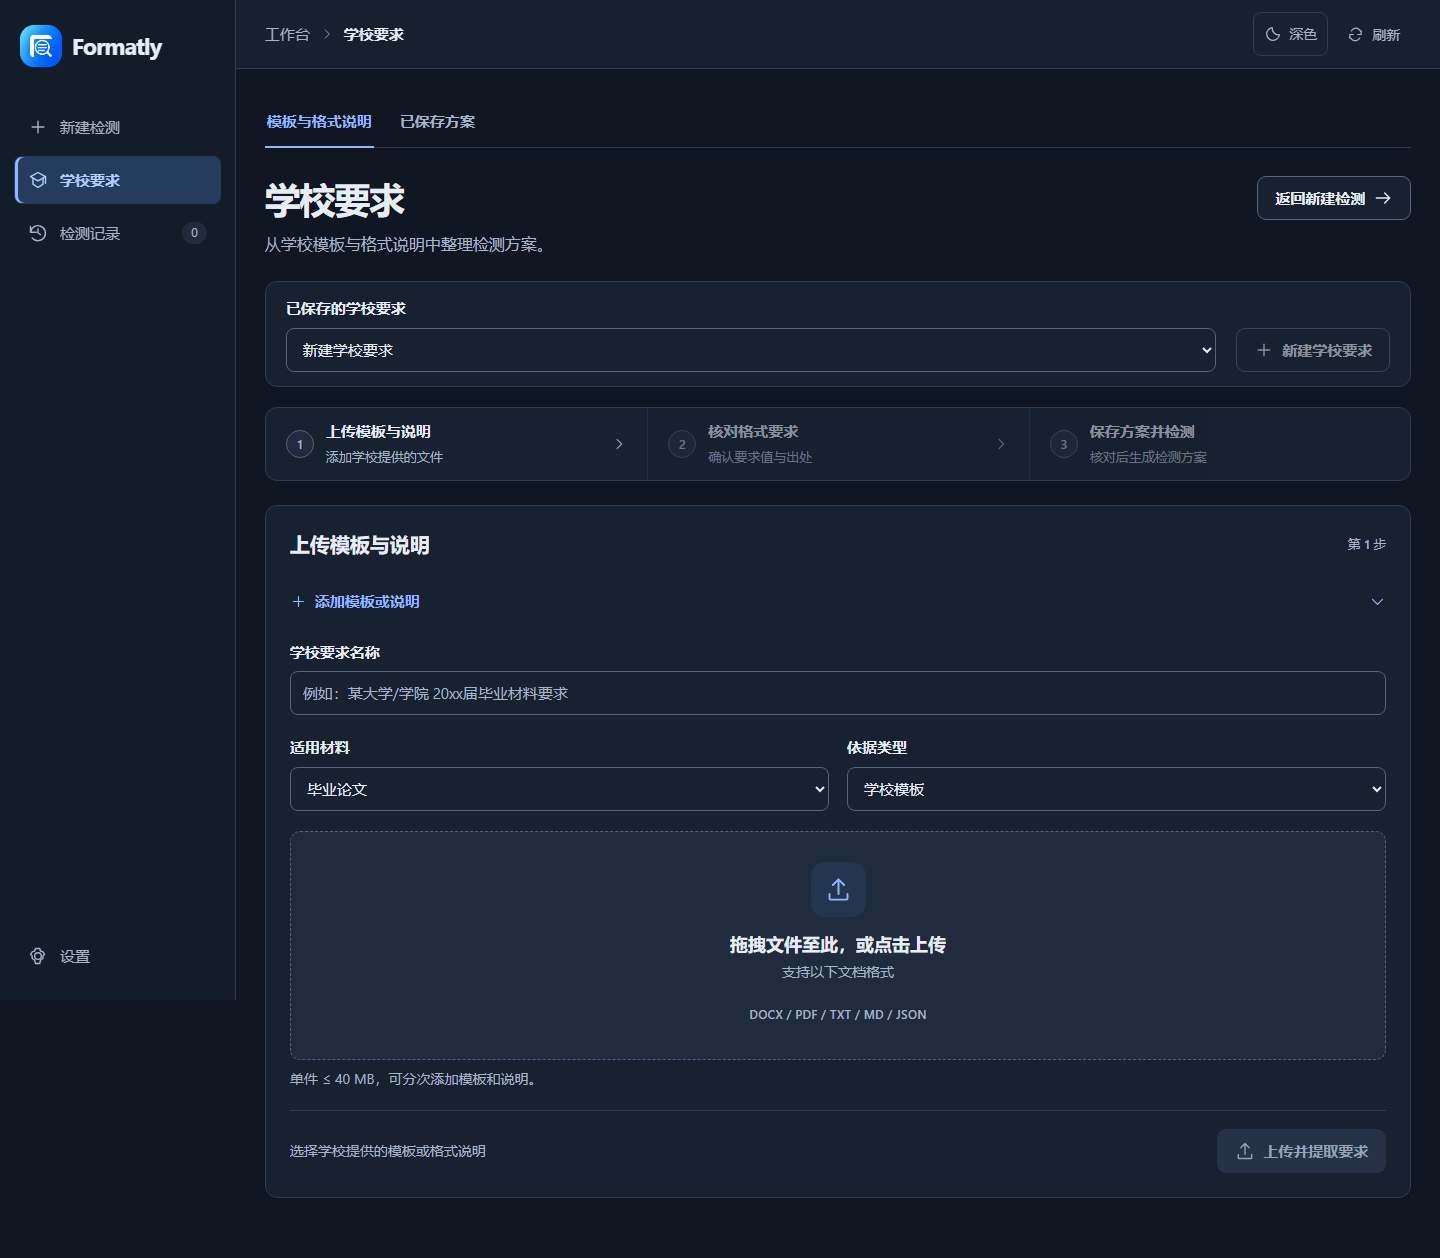 Formatly
新建检测
学校要求
检测记录 0
设置
工作台 > 学校要求
深色
刷新
模板与格式说明 已保存方案
学校要求
返回新建检测
从学校模板与格式说明中整理检测方案。
已保存的学校要求
新建学校要求
新建学校要求
1 上传模板与说明
添加学校提供的文件
2 核对格式要求
确认要求值与出处
3 保存方案并检测
核对后生成检测方案
上传模板与说明
第 1 步
添加模板或说明
学校要求名称
例如：某大学/学院 20xx届毕业材料要求
适用材料
毕业论文
依据类型
学校模板
拖拽文件至此，或点击上传
支持以下文档格式
DOCX / PDF / TXT / MD / JSON
单件 ≤ 40 MB，可分次添加模板和说明。
选择学校提供的模板或格式说明
上传并提取要求